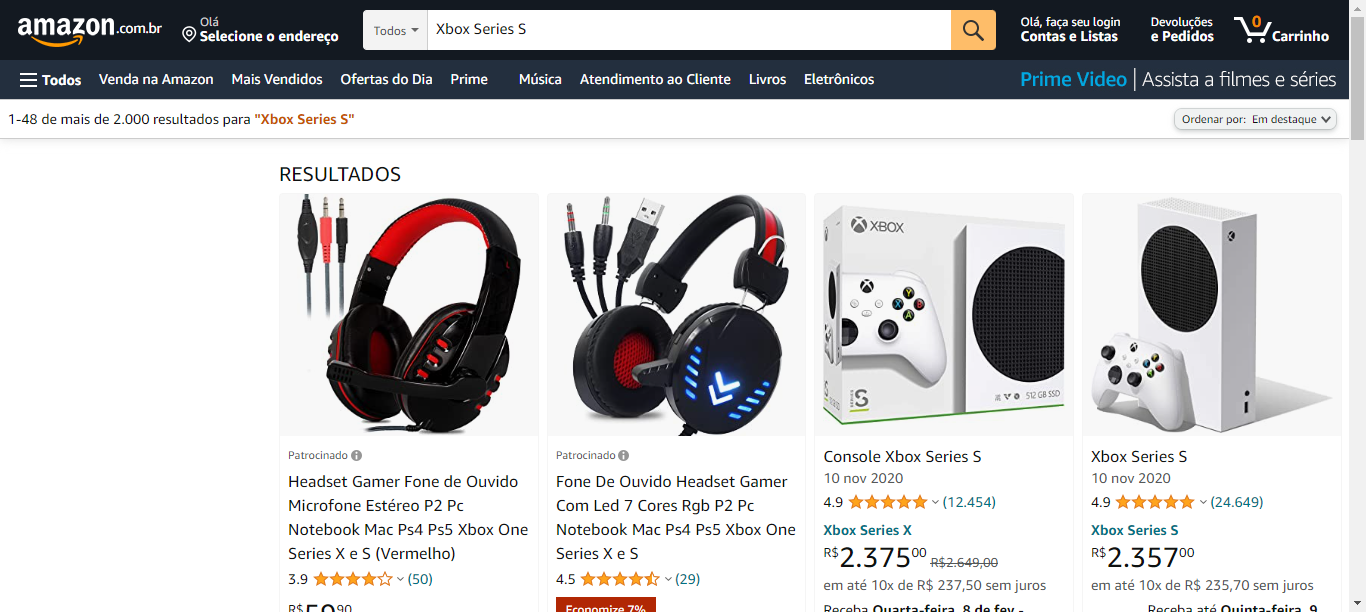 amazon.com.br
Olá
Selecione o endereço
Todos
Xbox Series S
Olá, faça seu login
Contas e Listas
Devoluções
e Pedidos
0
Carrinho
Todos
Venda na Amazon
Mais Vendidos
Ofertas do Dia
Prime
Música
Atendimento ao Cliente
Livros
Eletrônicos
Prime Video | Assista a filmes e séries
1-48 de mais de 2.000 resultados para "Xbox Series S"
Ordenar por: Em destaque
RESULTADOS
Patrocinado
Headset Gamer Fone de Ouvido
Microfone Estéreo P2 Pc
Notebook Mac Ps4 Ps5 Xbox One
Series X e S (Vermelho)
3.9 (50)
R$59,90
Patrocinado
Fone De Ouvido Headset Gamer
Com Led 7 Cores Rgb P2 Pc
Notebook Mac Ps4 Ps5 Xbox One
Series X e S
4.5 (29)
Economize 7%
XBOX
Y
X
B
A
SERIES
S
512 GB SSD
Console Xbox Series S
10 nov 2020
4.9 (12.454)
Xbox Series X
R$2.37500 R$2.649,00
em até 10x de R$ 237,50 sem juros
Receba Quarta-feira, 8 de fev -
Xbox Series S
10 nov 2020
4.9 (24.649)
Xbox Series S
R$2.35700
em até 10x de R$ 235,70 sem juros
Receba até Quinta-feira, 9